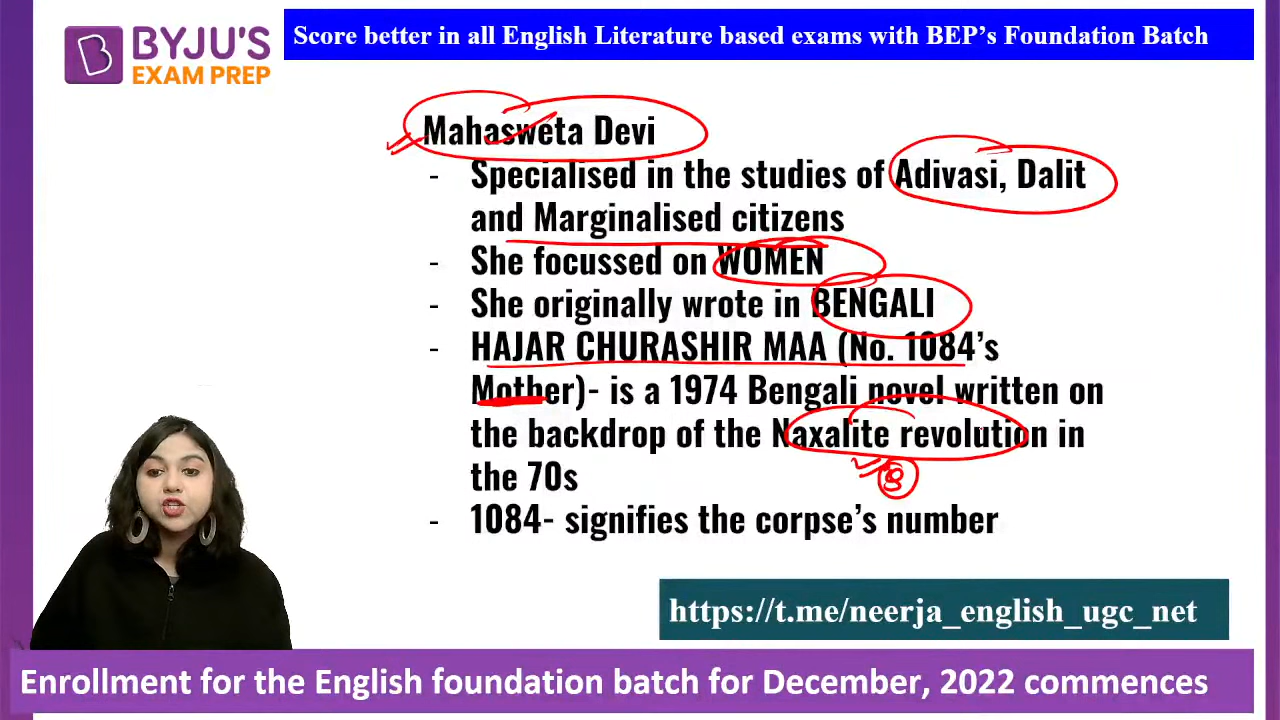 BYJU'S
EXAM PREP
Score better in all English Literature based exams with BEP's Foundation Batch
Mahasweta Devi
- Specialised in the studies of Adivasi, Dalit
and Marginalised citizens
- She focussed on WOMEN
- She originally wrote in BENGALI
- HAJAR CHURASHIR MAA (No. 1084's
Mother)- is a 1974 Bengali novel written on
the backdrop of the Naxalite revolution in
the 70s
- 1084- signifies the corpse's number
https://t.me/neerja_english_ugc_net
Enrollment for the English foundation batch for December, 2022 commences